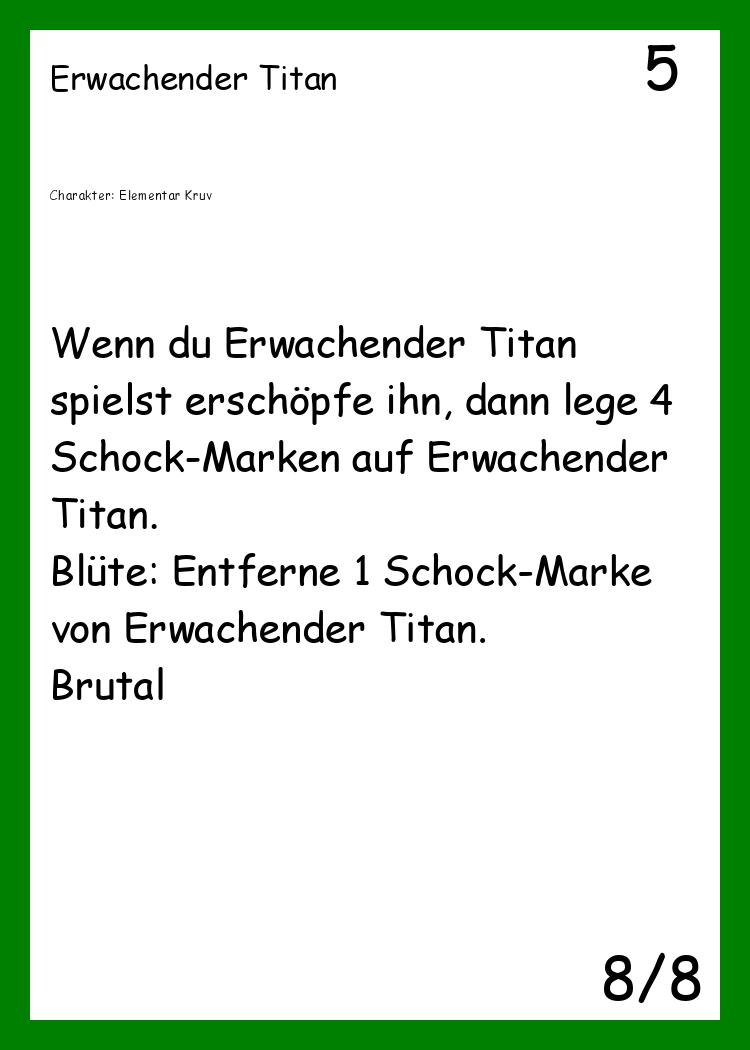 Erwachender Titan
5
Charakter: Elementar Kruv
Wenn du Erwachender Titan
spielst erschöpfe ihn, dann lege 4
Schock-Marken auf Erwachender
Titan.
Blüte: Entferne 1 Schock-Marke
von Erwachender Titan.
Brutal
8/8